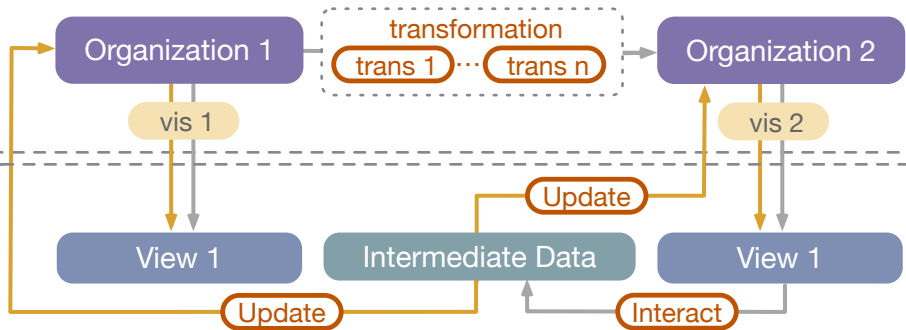 transformation
Organization 1
trans 1 ... trans n
Organization 2
vis 1
vis 2
Update
View 1
Intermediate Data
View 1
Update
Interact